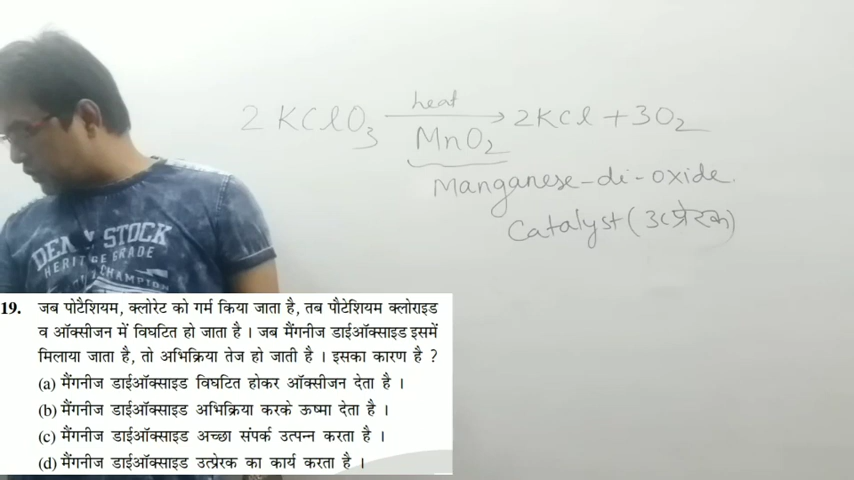 2 KClO3 heat → 2KCl + 3O2
MnO2
Manganese-di-oxide.
Catalyst (उत्प्रेरक)
DENIM STOCK
HERITAGE GRADE
CHAMPION
19. जब पोटैशियम, क्लोरेट को गर्म किया जाता है, तब पौटेशियम क्लोराइड
व ऑक्सीजन में विघटित हो जाता है । जब मैंगनीज डाईऑक्साइड इसमें
मिलाया जाता है, तो अभिक्रिया तेज हो जाती है । इसका कारण है ?
(a) मैंगनीज डाईऑक्साइड विघटित होकर ऑक्सीजन देता है ।
(b) मैंगनीज डाईऑक्साइड अभिक्रिया करके ऊष्मा देता है ।
(c) मैंगनीज डाईऑक्साइड अच्छा संपर्क उत्पन्न करता है ।
(d) मैंगनीज डाईऑक्साइड उत्प्रेरक का कार्य करता है ।